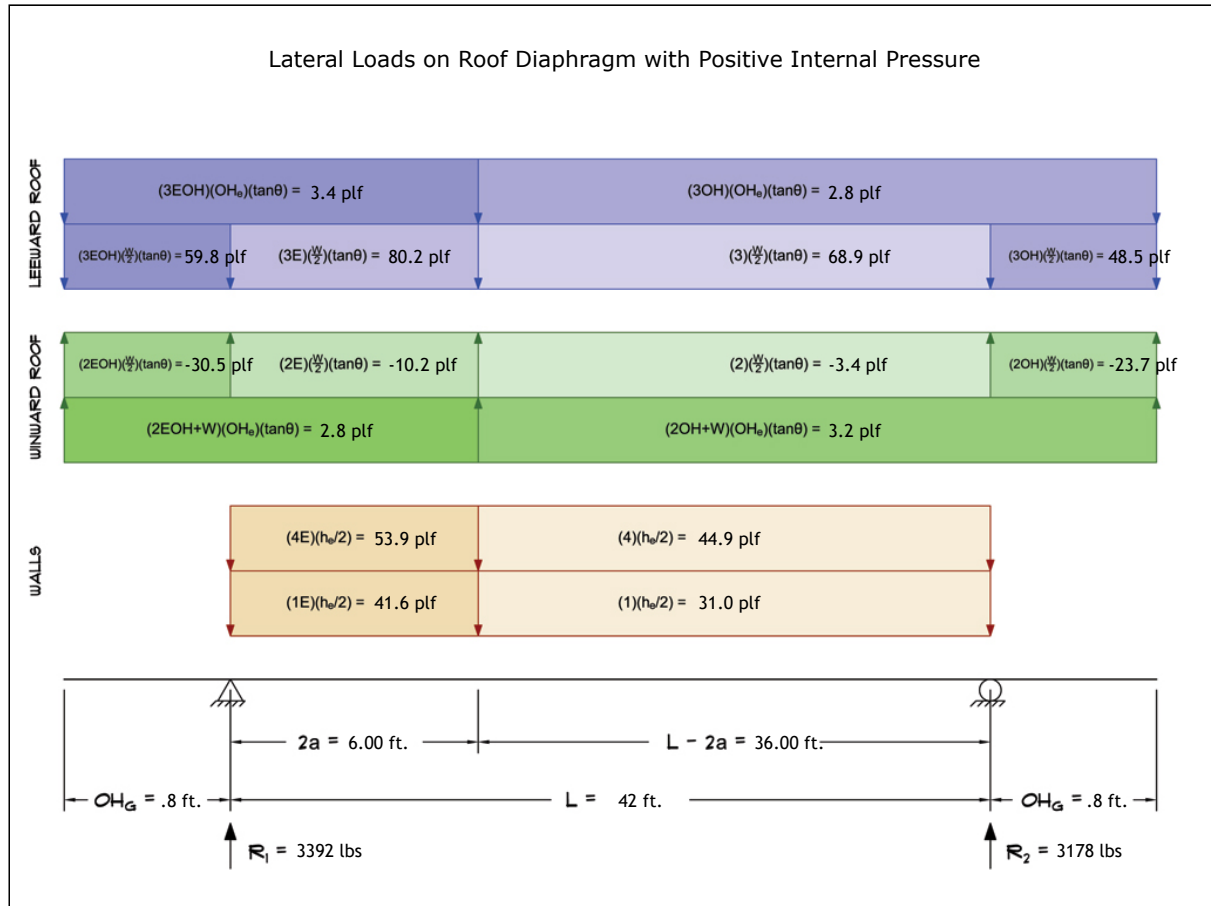 Lateral Loads on Roof Diaphragm with Positive Internal Pressure
LEEWARD ROOF
(3EOH)(OHₑ)(tanθ) = 3.4 plf
(3OH)(OHₑ)(tanθ) = 2.8 plf
(3EOH)(W/2)(tanθ) = 59.8 plf
(3E)(W/2)(tanθ) = 80.2 plf
(3)(W/2)(tanθ) = 68.9 plf
(3OH)(W/2)(tanθ) = 48.5 plf
WINWARD ROOF
(2EOH)(W/2)(tanθ) = -30.5 plf
(2E)(W/2)(tanθ) = -10.2 plf
(2)(W/2)(tanθ) = -3.4 plf
(2OH)(W/2)(tanθ) = -23.7 plf
(2EOH+W)(OHₑ)(tanθ) = 2.8 plf
(2OH+W)(OHₑ)(tanθ) = 3.2 plf
WALLS
(4E)(hₑ/2) = 53.9 plf
(4)(hₑ/2) = 44.9 plf
(1E)(hₑ/2) = 41.6 plf
(1)(hₑ/2) = 31.0 plf
2a = 6.00 ft.
L - 2a = 36.00 ft.
OH_G = .8 ft.
L = 42 ft.
OH_G = .8 ft.
R₁ = 3392 lbs
R₂ = 3178 lbs